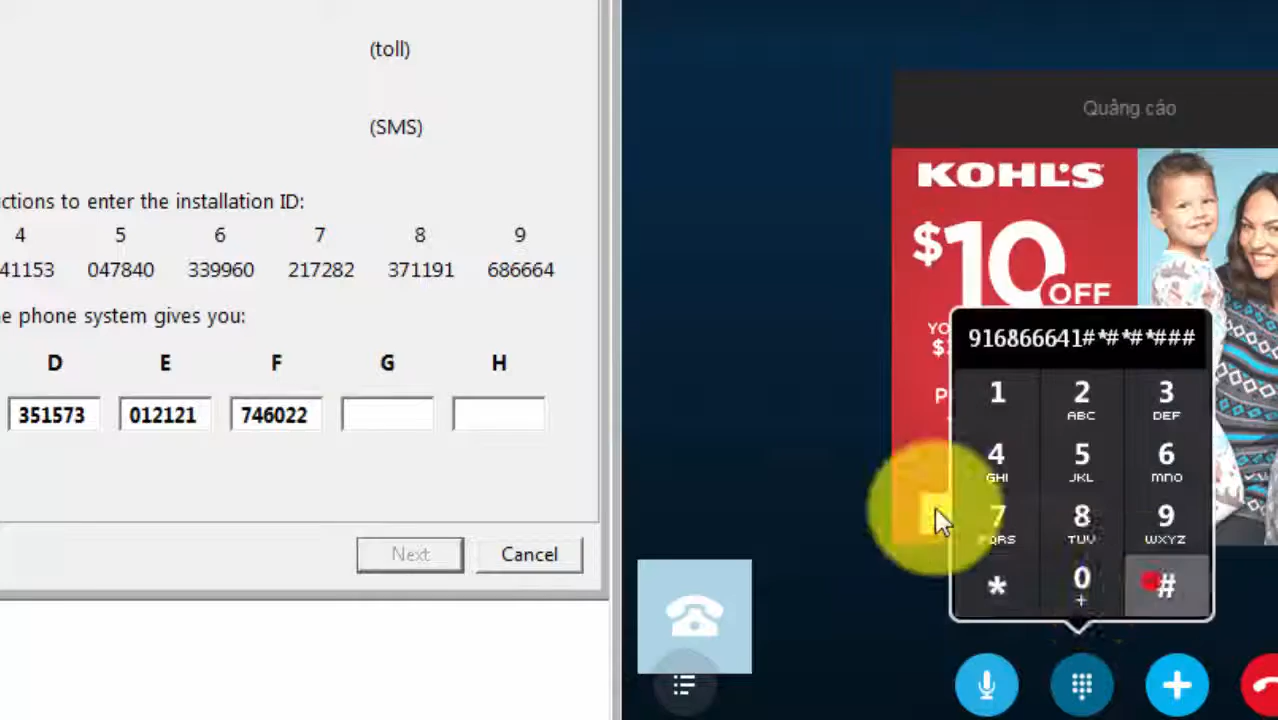 (toll)
(SMS)
ctions to enter the installation ID:
4 5 6 7 8 9
41153 047840 339960 217282 371191 686664
e phone system gives you:
D E F G H
351573 012121 746022
Next Cancel
Quảng cáo
KOHL'S
$10 OFF
YO
$
P
916866641#*#*#*###
1 2 ABC 3 DEF
4 GHI 5 JKL 6 MNO
7 PQRS 8 TUV 9 WXYZ
* 0 + #